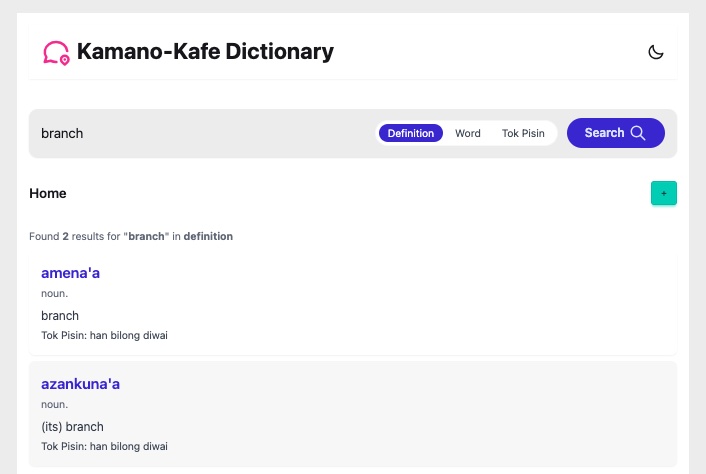 Kamano-Kafe Dictionary
branch
Definition Word Tok Pisin Search
Home
+
Found 2 results for "branch" in definition
amena'a
noun.
branch
Tok Pisin: han bilong diwai
azankuna'a
noun.
(its) branch
Tok Pisin: han bilong diwai